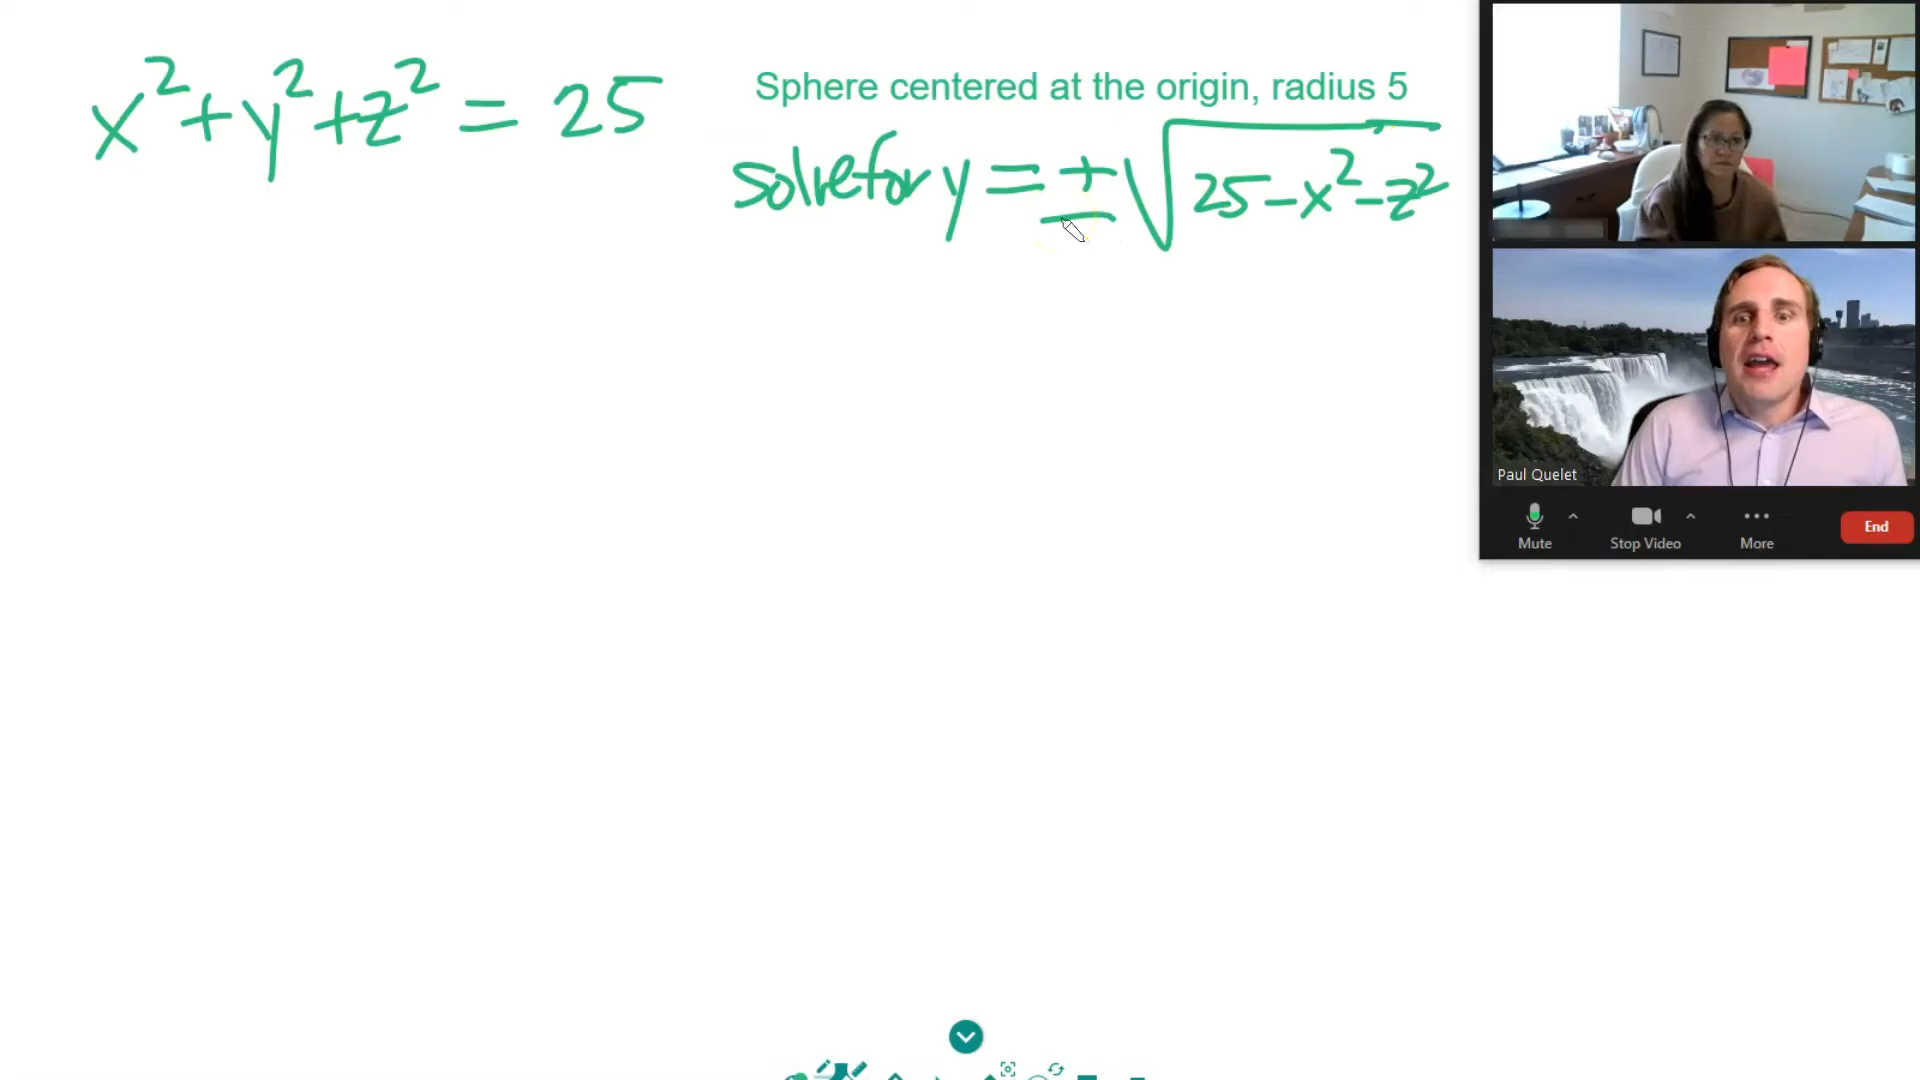 x²+y²+z² = 25
Sphere centered at the origin, radius 5
solve for y = ±√25-x²-z²
Paul Quelet
Mute
Stop Video
More
End